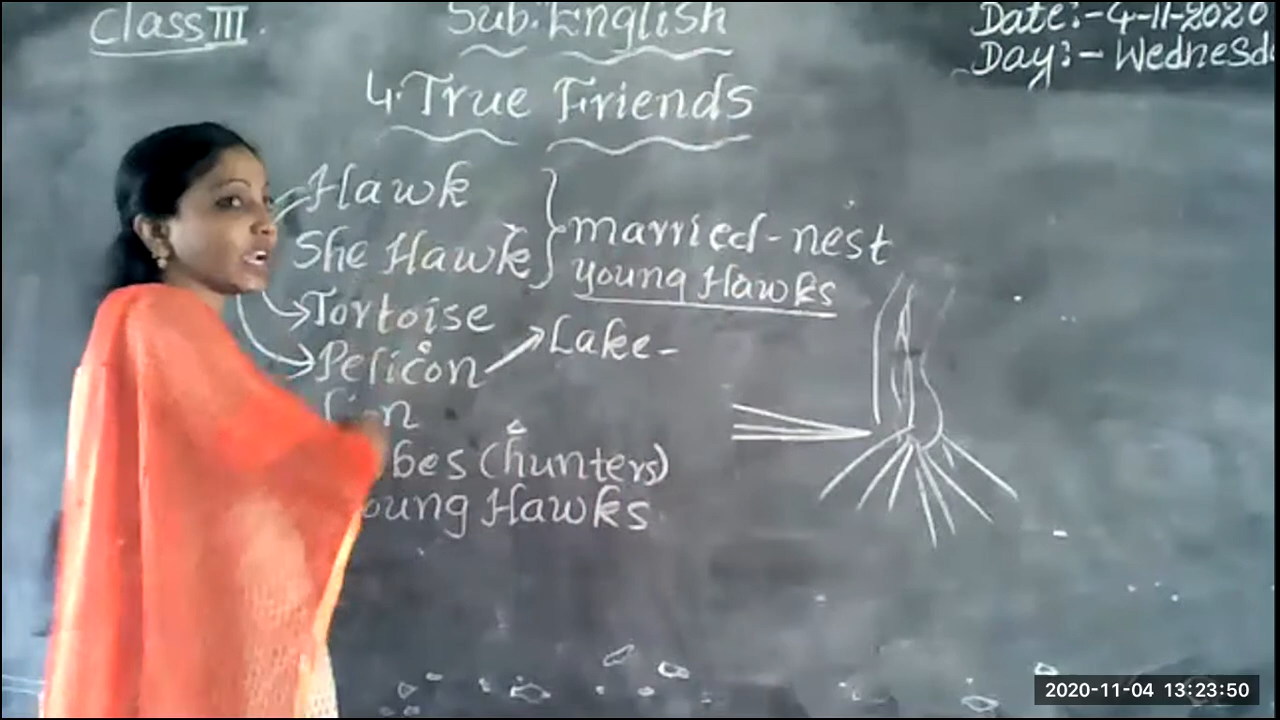 Class III.
Sub:English
Date:-4-11-2020
Day:- Wednesd
4. True Friends
Hawk
She Hawk
married-nest
young Hawks
Tortoise
Pelicon
Lake-
bes (hunters)
oung Hawks
2020-11-04 13:23:50